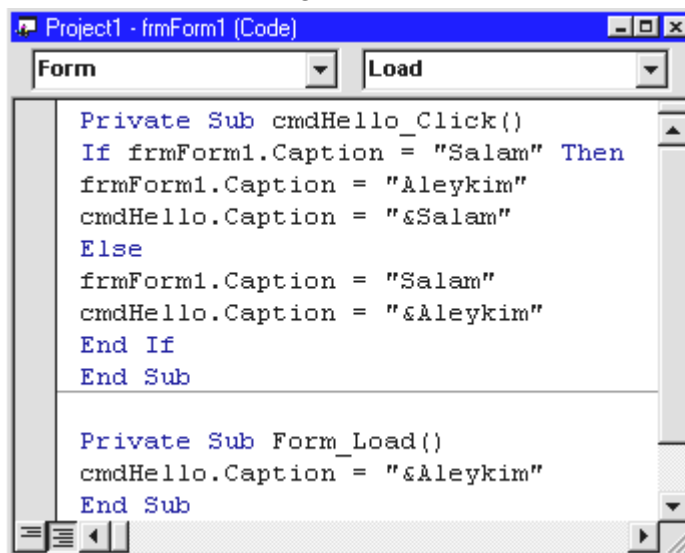 Project1 - frmForm1 (Code)
Form Load
Private Sub cmdHello_Click()
If frmForm1.Caption = "Salam" Then
frmForm1.Caption = "Aleykim"
cmdHello.Caption = "&Salam"
Else
frmForm1.Caption = "Salam"
cmdHello.Caption = "&Aleykim"
End If
End Sub
Private Sub Form_Load()
cmdHello.Caption = "&Aleykim"
End Sub